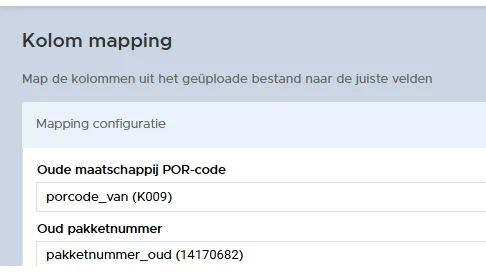 Kolom mapping
Map de kolommen uit het geüploade bestand naar de juiste velden
Mapping configuratie
Oude maatschappij POR-code
porcode_van (K009)
Oud pakketnummer
pakketnummer_oud (14170682)